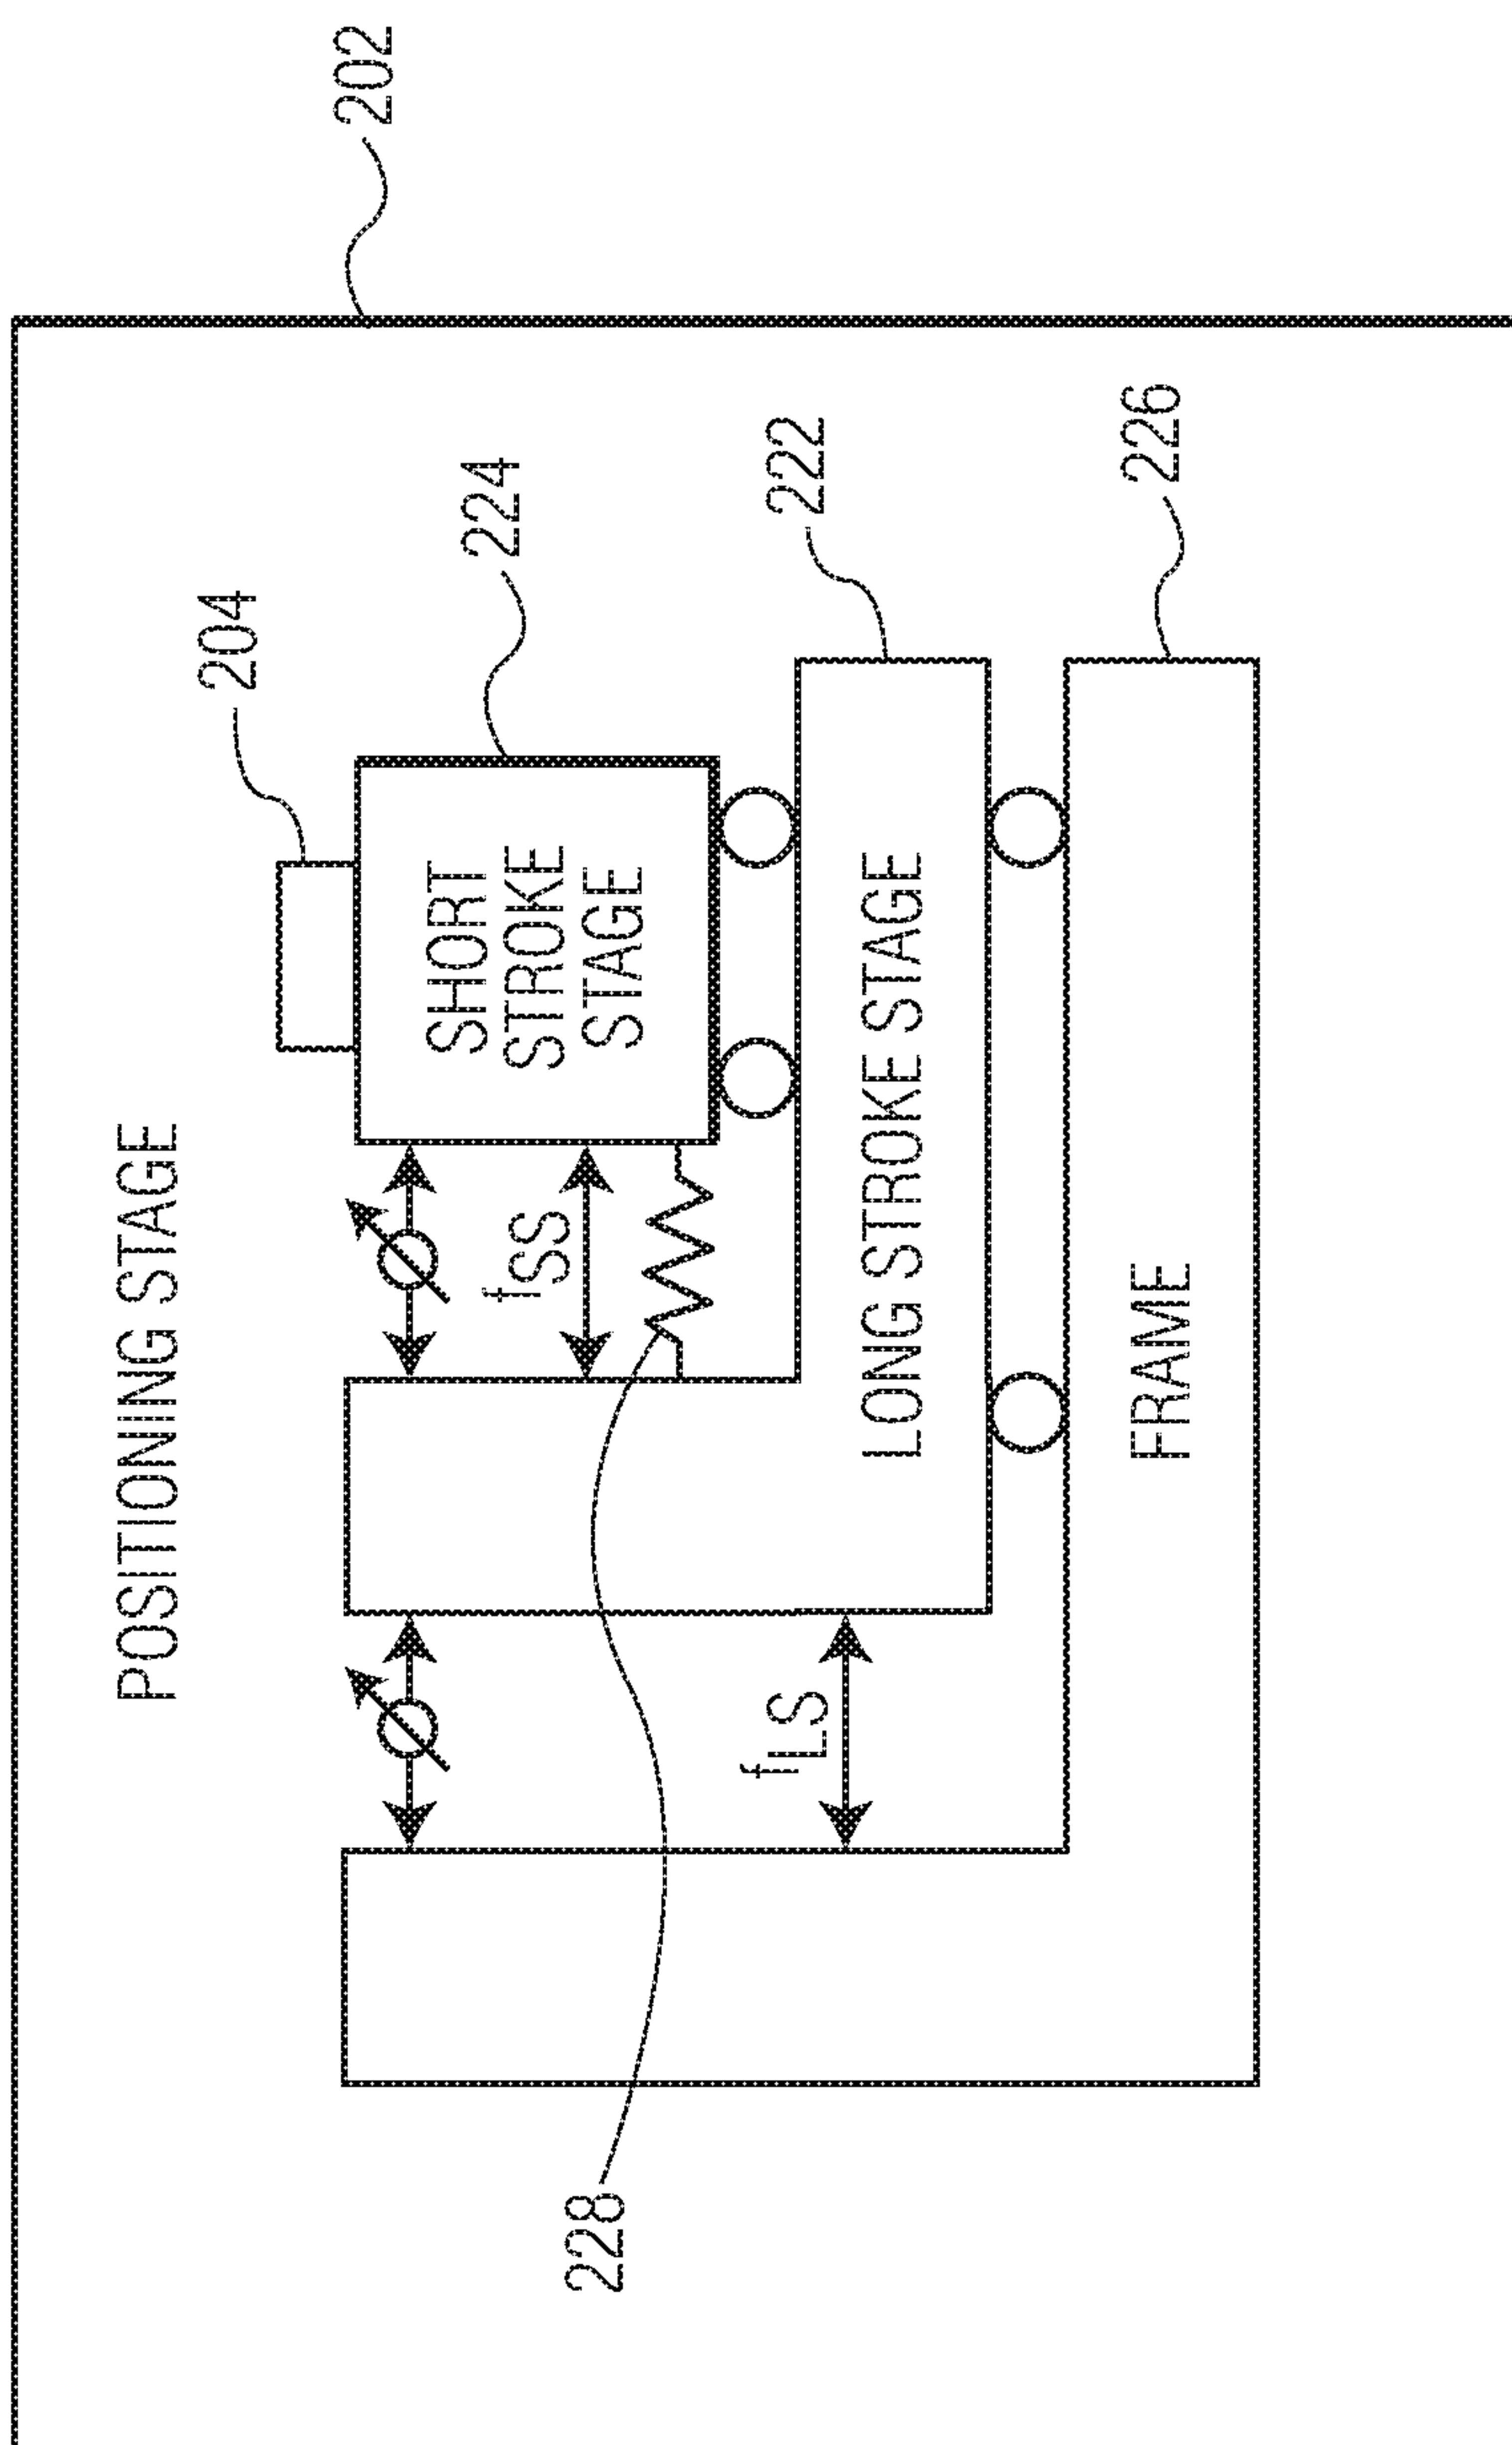 POSITIONING STAGE
202
204
224
SHORT
STROKE
STAGE
fSS
222
LONG STROKE STAGE
fLS
226
FRAME
228